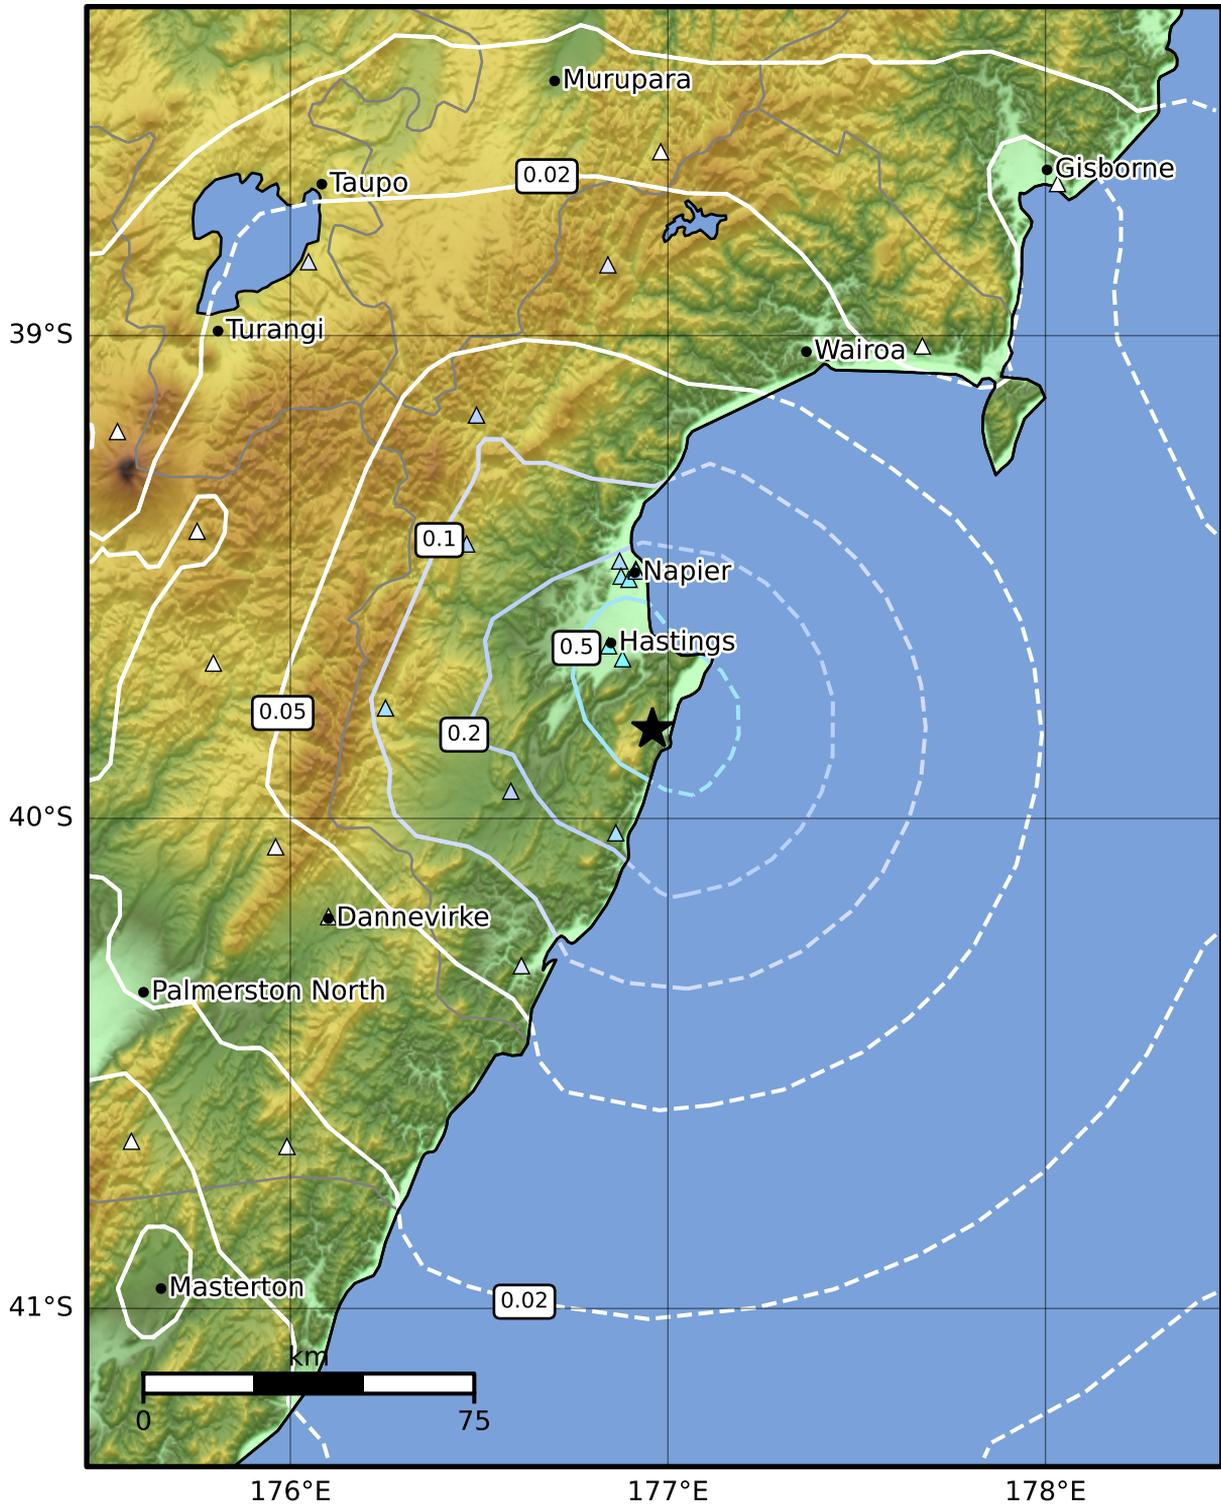 Murupara
Gisborne
0.02
Taupo
Turangi
39°S
Wairoa
0.1
Napier
0.5
Hastings
0.05
0.2
40°S
Dannevirke
Palmerston North
Masterton
0.02
41°S
km
0 75
176°E 177°E 178°E